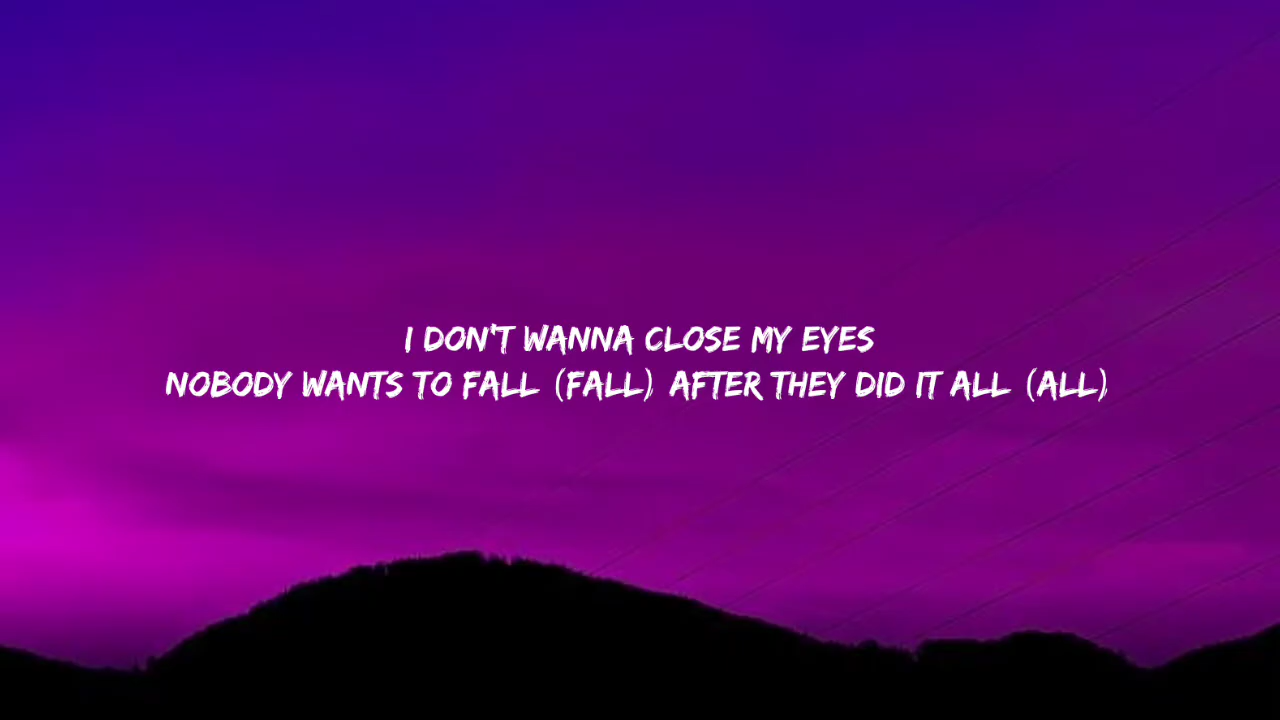 I DON'T WANNA CLOSE MY EYES
NOBODY WANTS TO FALL (FALL), AFTER THEY DID IT ALL (ALL),